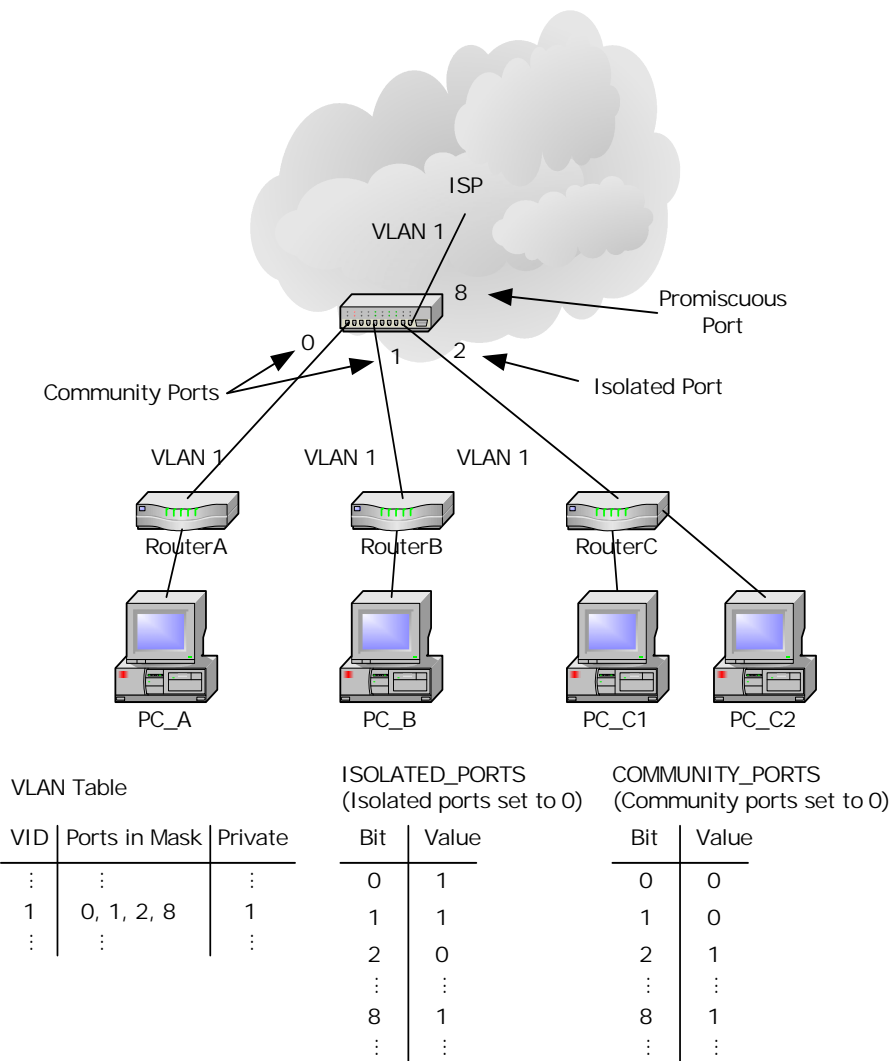 ISP
VLAN 1
8
Promiscuous
Port
0
1
2
Community Ports
Isolated Port
VLAN 1
VLAN 1
VLAN 1
RouterA
RouterB
RouterC
PC_A
PC_B
PC_C1
PC_C2
VLAN Table
VID Ports in Mask Private
⋮ ⋮ ⋮
1 0, 1, 2, 8 1
⋮ ⋮ ⋮
ISOLATED_PORTS
(Isolated ports set to 0)
Bit Value
0 1
1 1
2 0
⋮ ⋮
8 1
⋮ ⋮
COMMUNITY_PORTS
(Community ports set to 0)
Bit Value
0 0
1 0
2 1
⋮ ⋮
8 1
⋮ ⋮